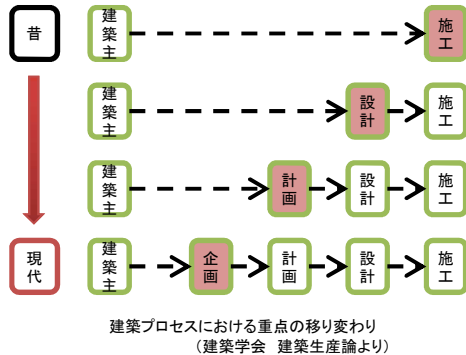 昔 建築主 施工
建築主 設計 施工
建築主 計画 設計 施工
現代 建築主 企画 計画 設計 施工
建築プロセスにおける重点の移り変わり
（建築学会 建築生産論より）